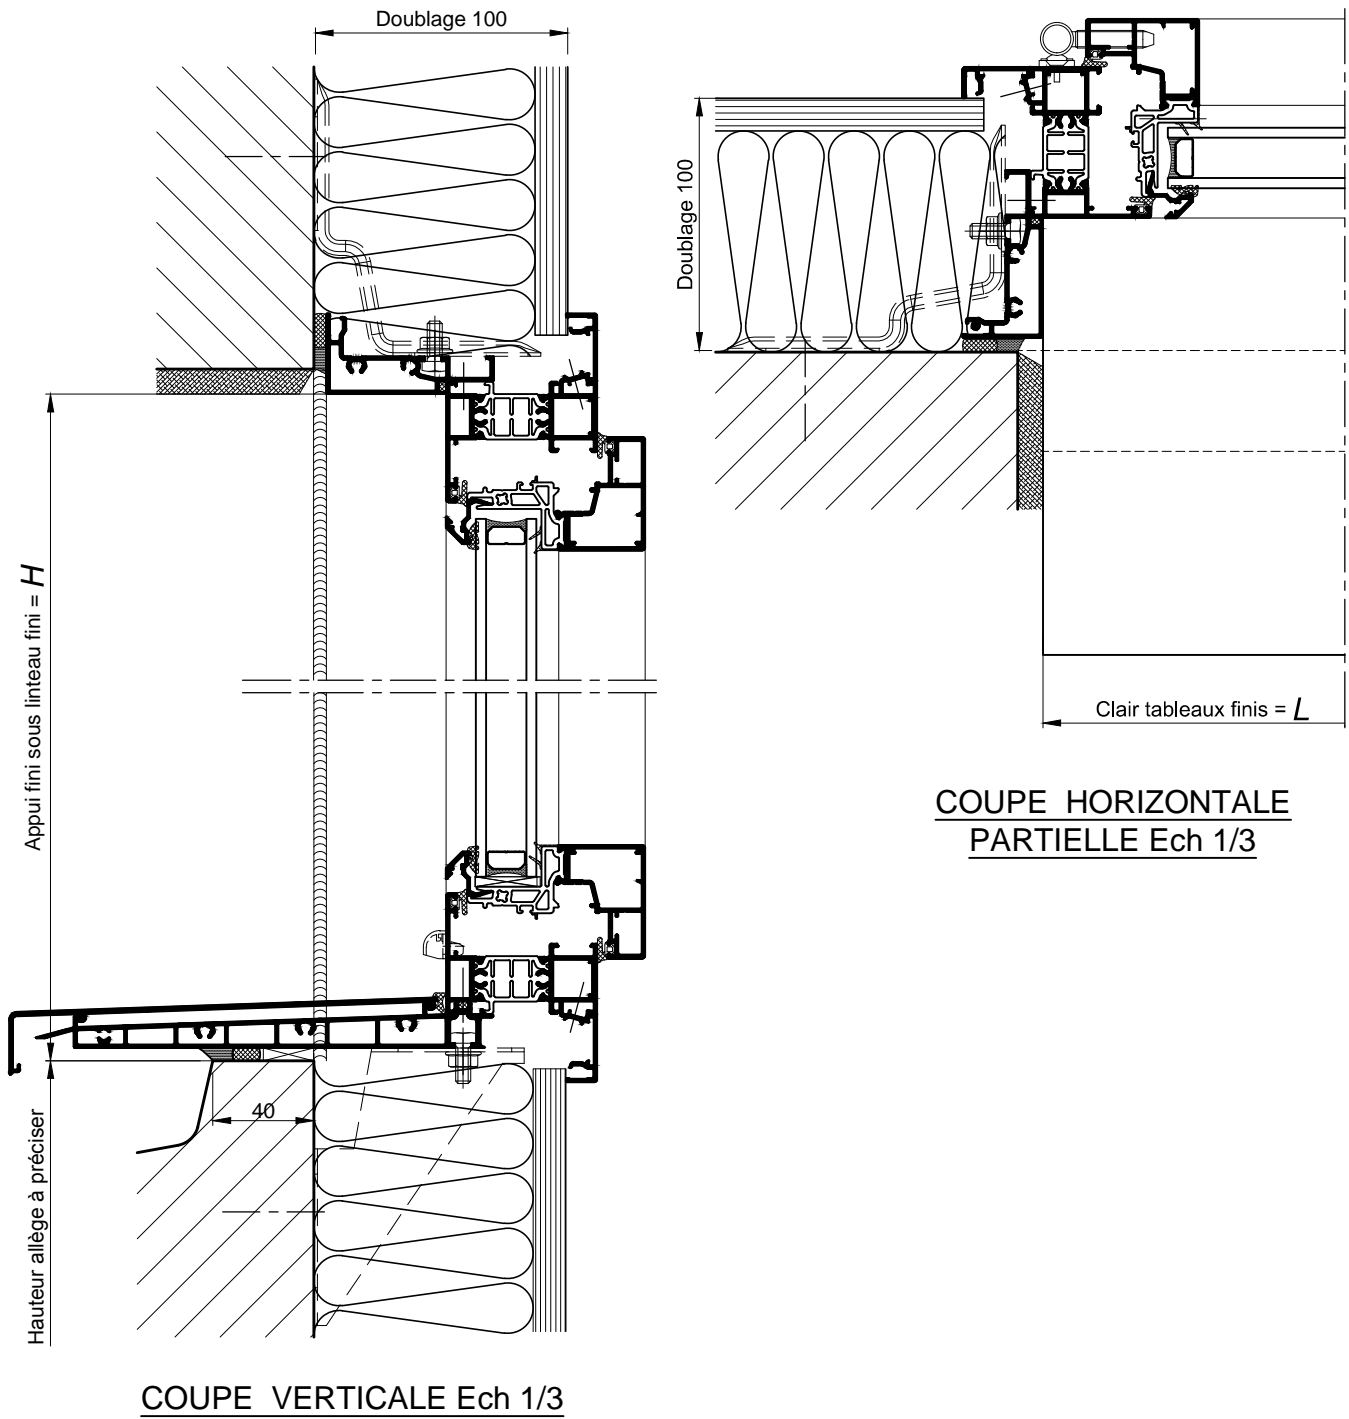 Doublage 100
Doublage 100
Appui fini sous linteau fini = H
Clair tableaux finis = L
COUPE HORIZONTALE
PARTIELLE Ech 1/3
40
Hauteur allège à préciser
COUPE VERTICALE Ech 1/3